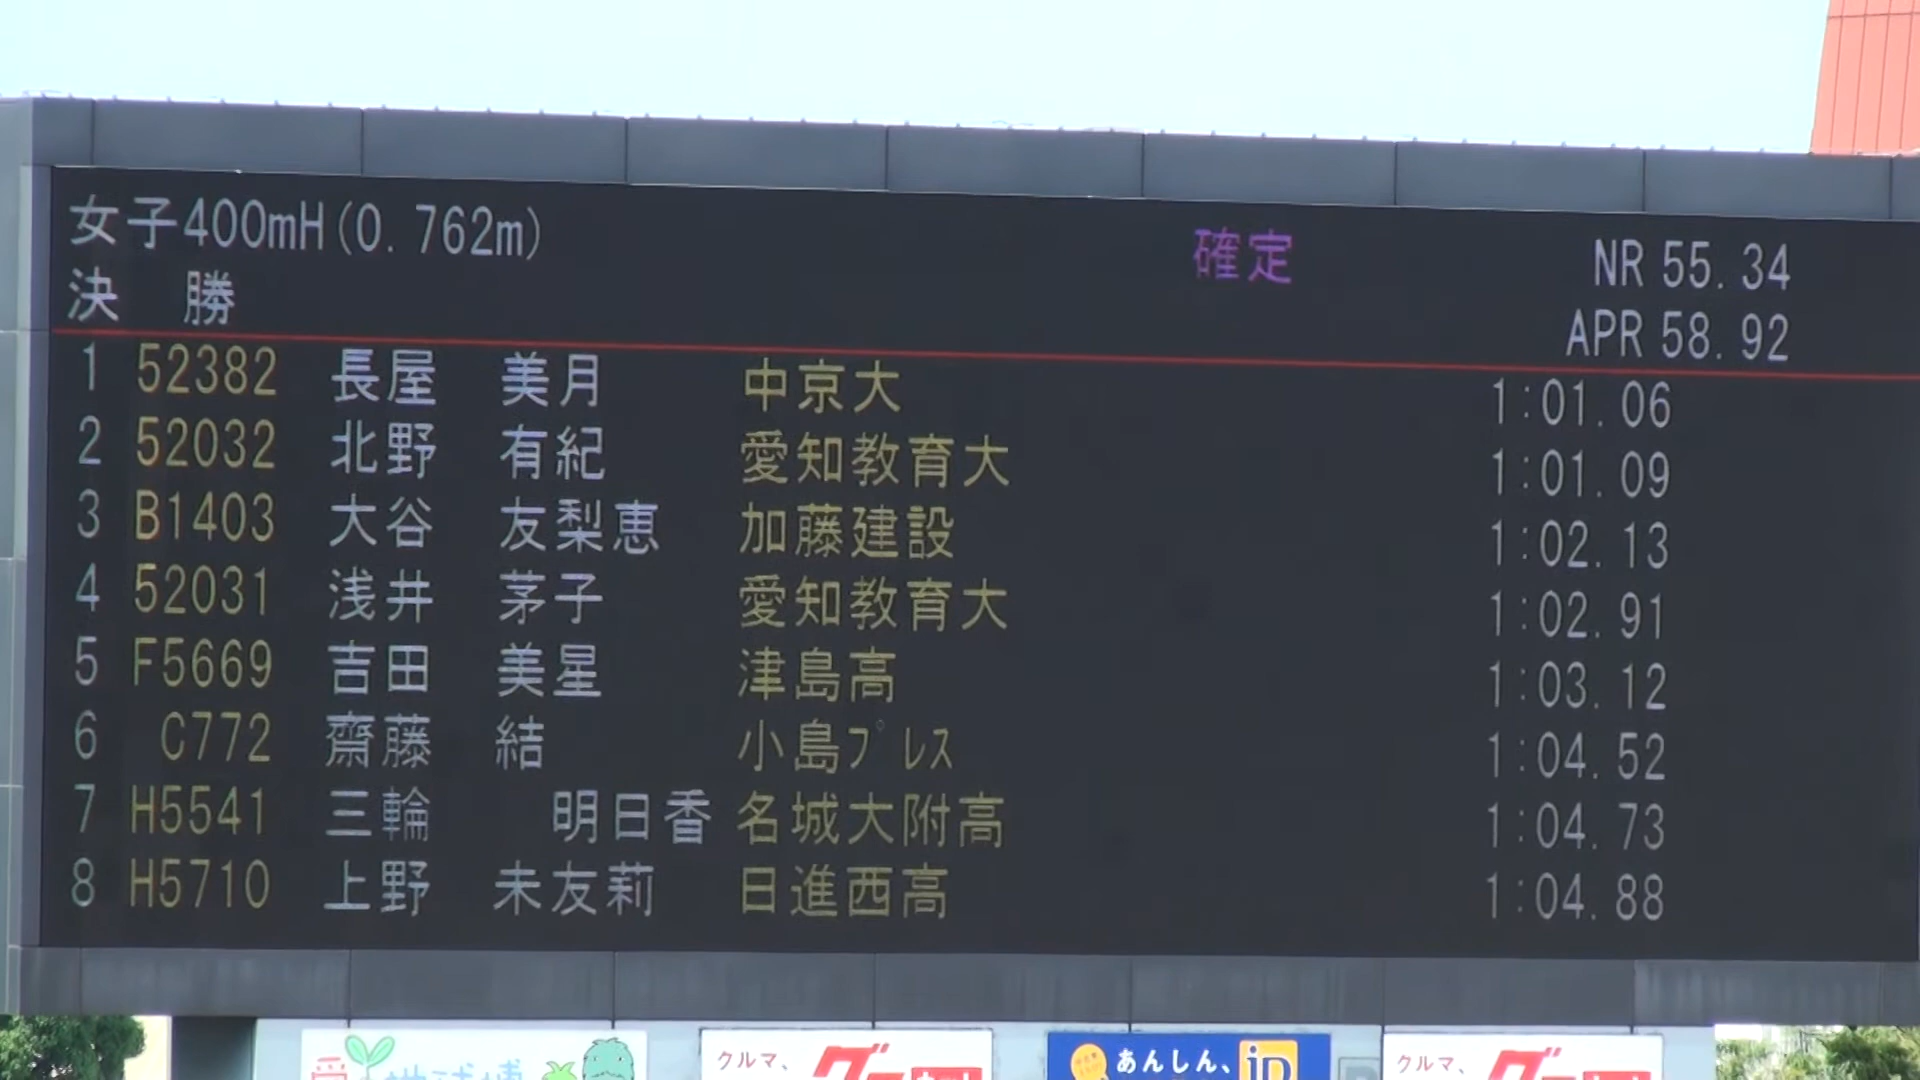 女子400mH(0.762m) 確定 NR 55.34
決 勝 APR 58.92
1 52382 長屋 美月 中京大 1:01.06
2 52032 北野 有紀 愛知教育大 1:01.09
3 B1403 大谷 友梨恵 加藤建設 1:02.13
4 52031 浅井 茅子 愛知教育大 1:02.91
5 F5669 吉田 美星 津島高 1:03.12
6 C772 齋藤 結 小島プレス 1:04.52
7 H5541 三輪 明日香 名城大附高 1:04.73
8 H5710 上野 未友莉 日進西高 1:04.88
クルマ、
あんしん、
クルマ、